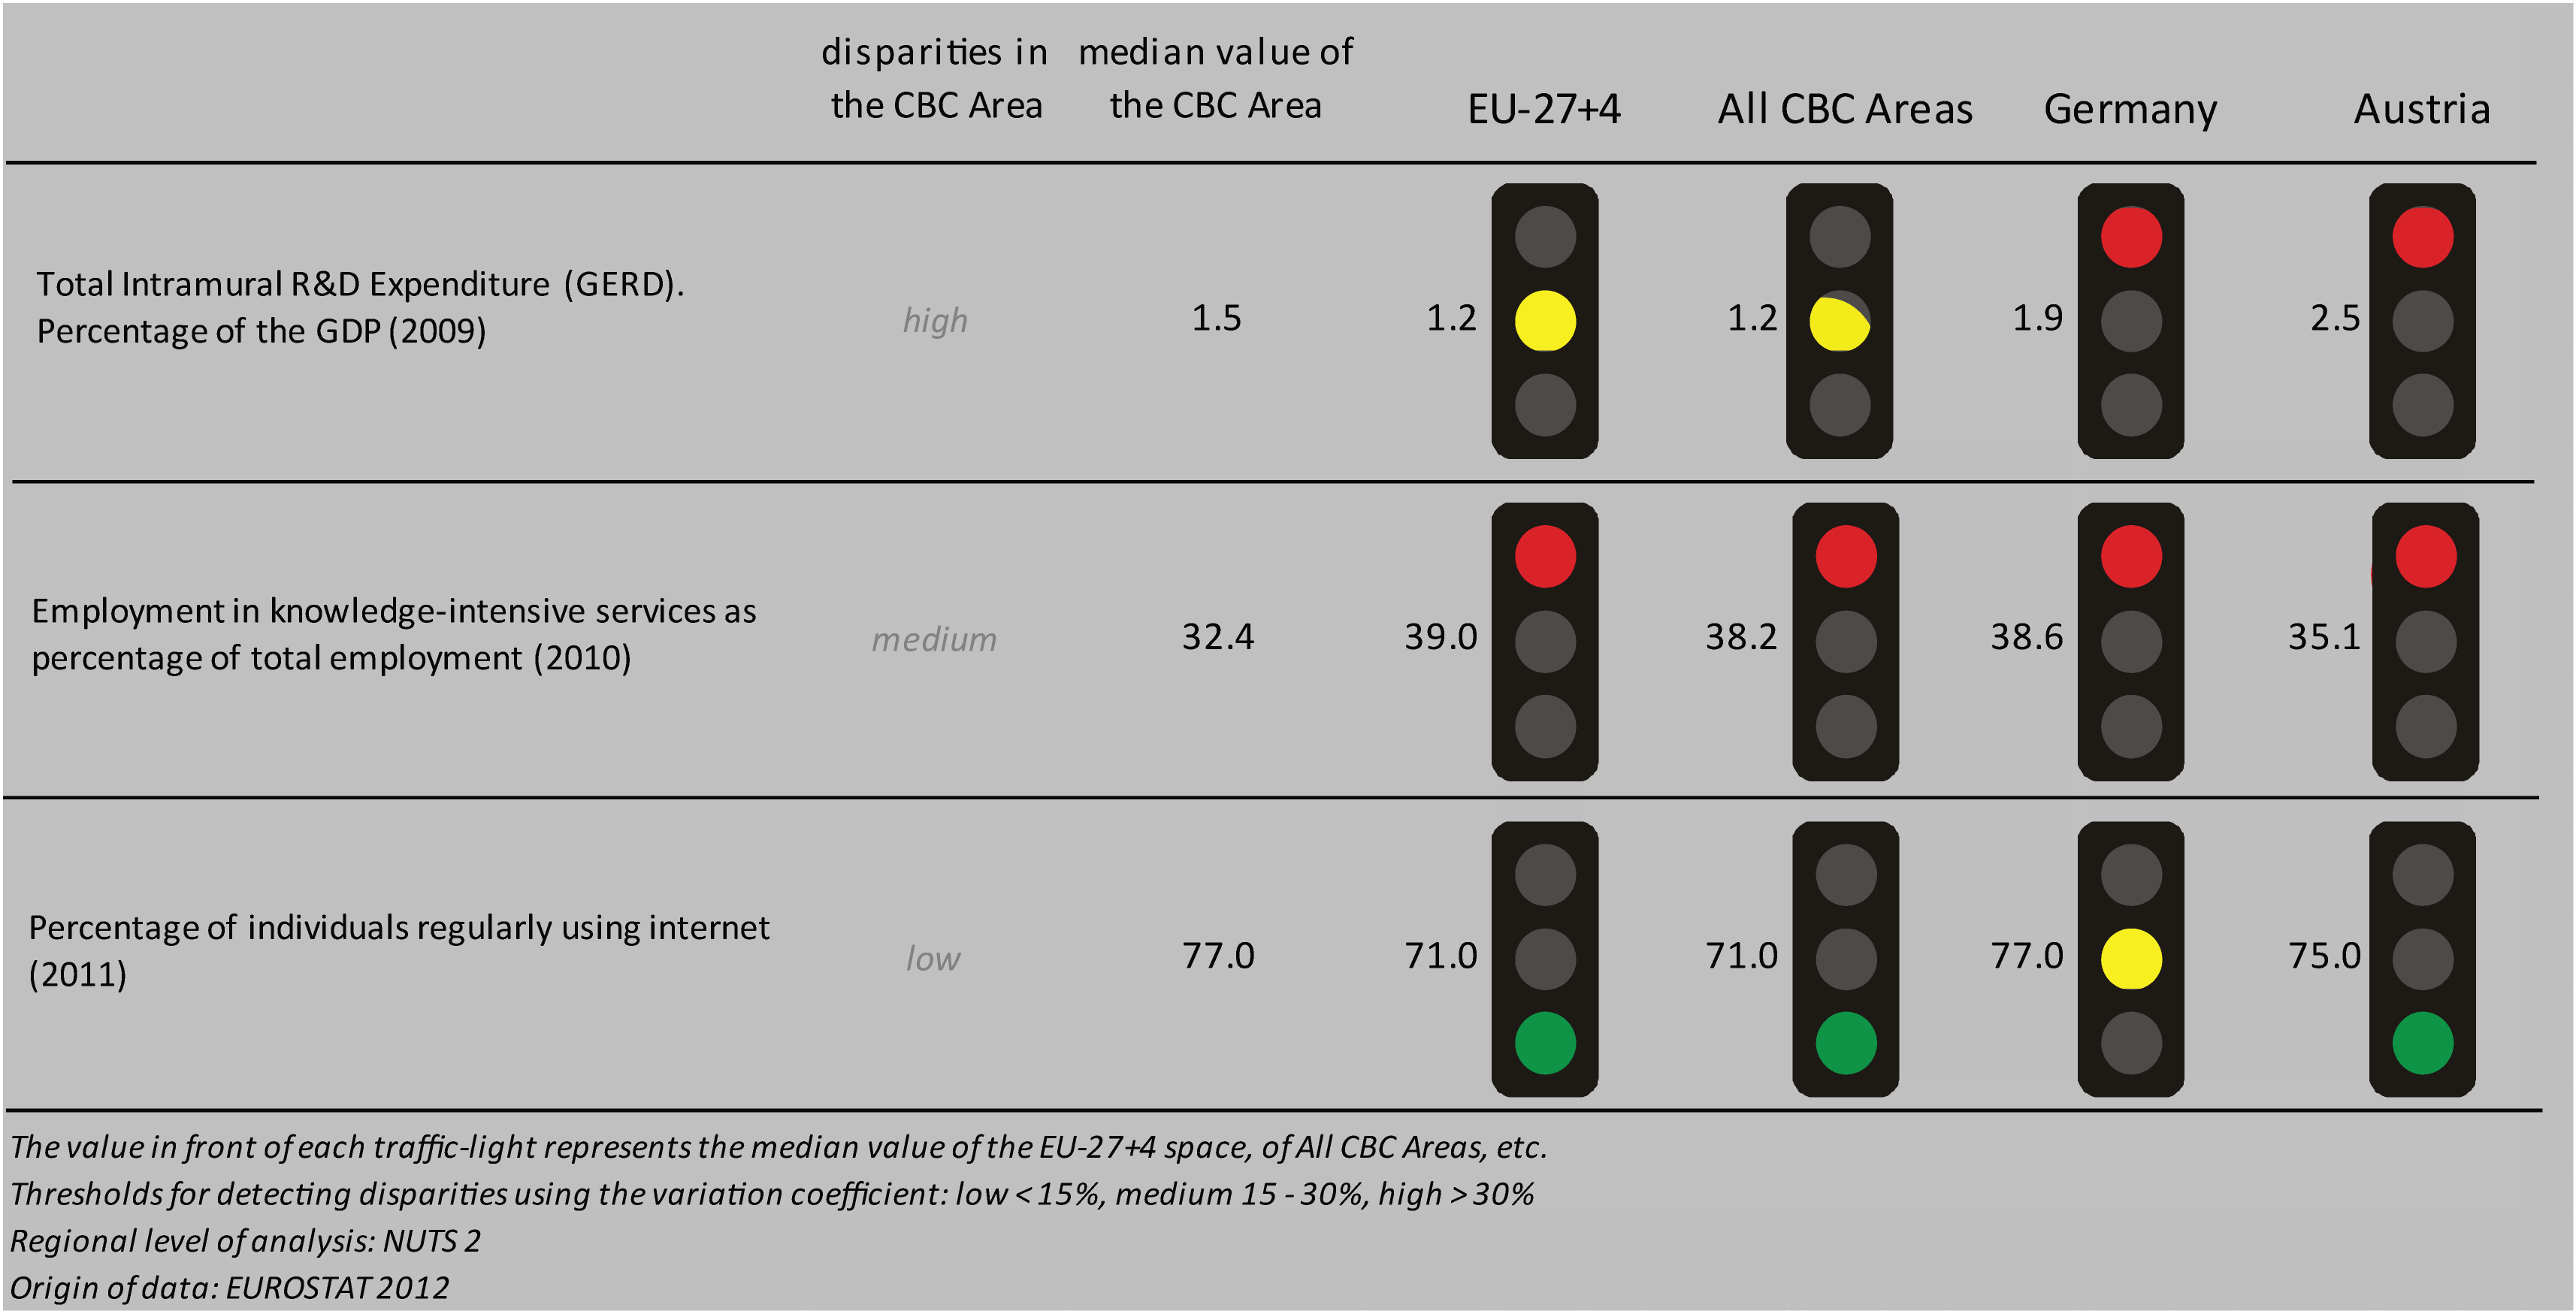 disparities in the CBC Area
median value of the CBC Area
EU-27+4
All CBC Areas
Germany
Austria
Total Intramural R&D Expenditure (GERD).
Percentage of the GDP (2009)
high
1.5
1.2
1.2
1.9
2.5
Employment in knowledge-intensive services as
percentage of total employment (2010)
medium
32.4
39.0
38.2
38.6
35.1
Percentage of individuals regularly using internet
(2011)
low
77.0
71.0
71.0
77.0
75.0
The value in front of each traffic-light represents the median value of the EU-27+4 space, of All CBC Areas, etc.
Thresholds for detecting disparities using the variation coefficient: low < 15%, medium 15 - 30%, high > 30%
Regional level of analysis: NUTS 2
Origin of data: EUROSTAT 2012